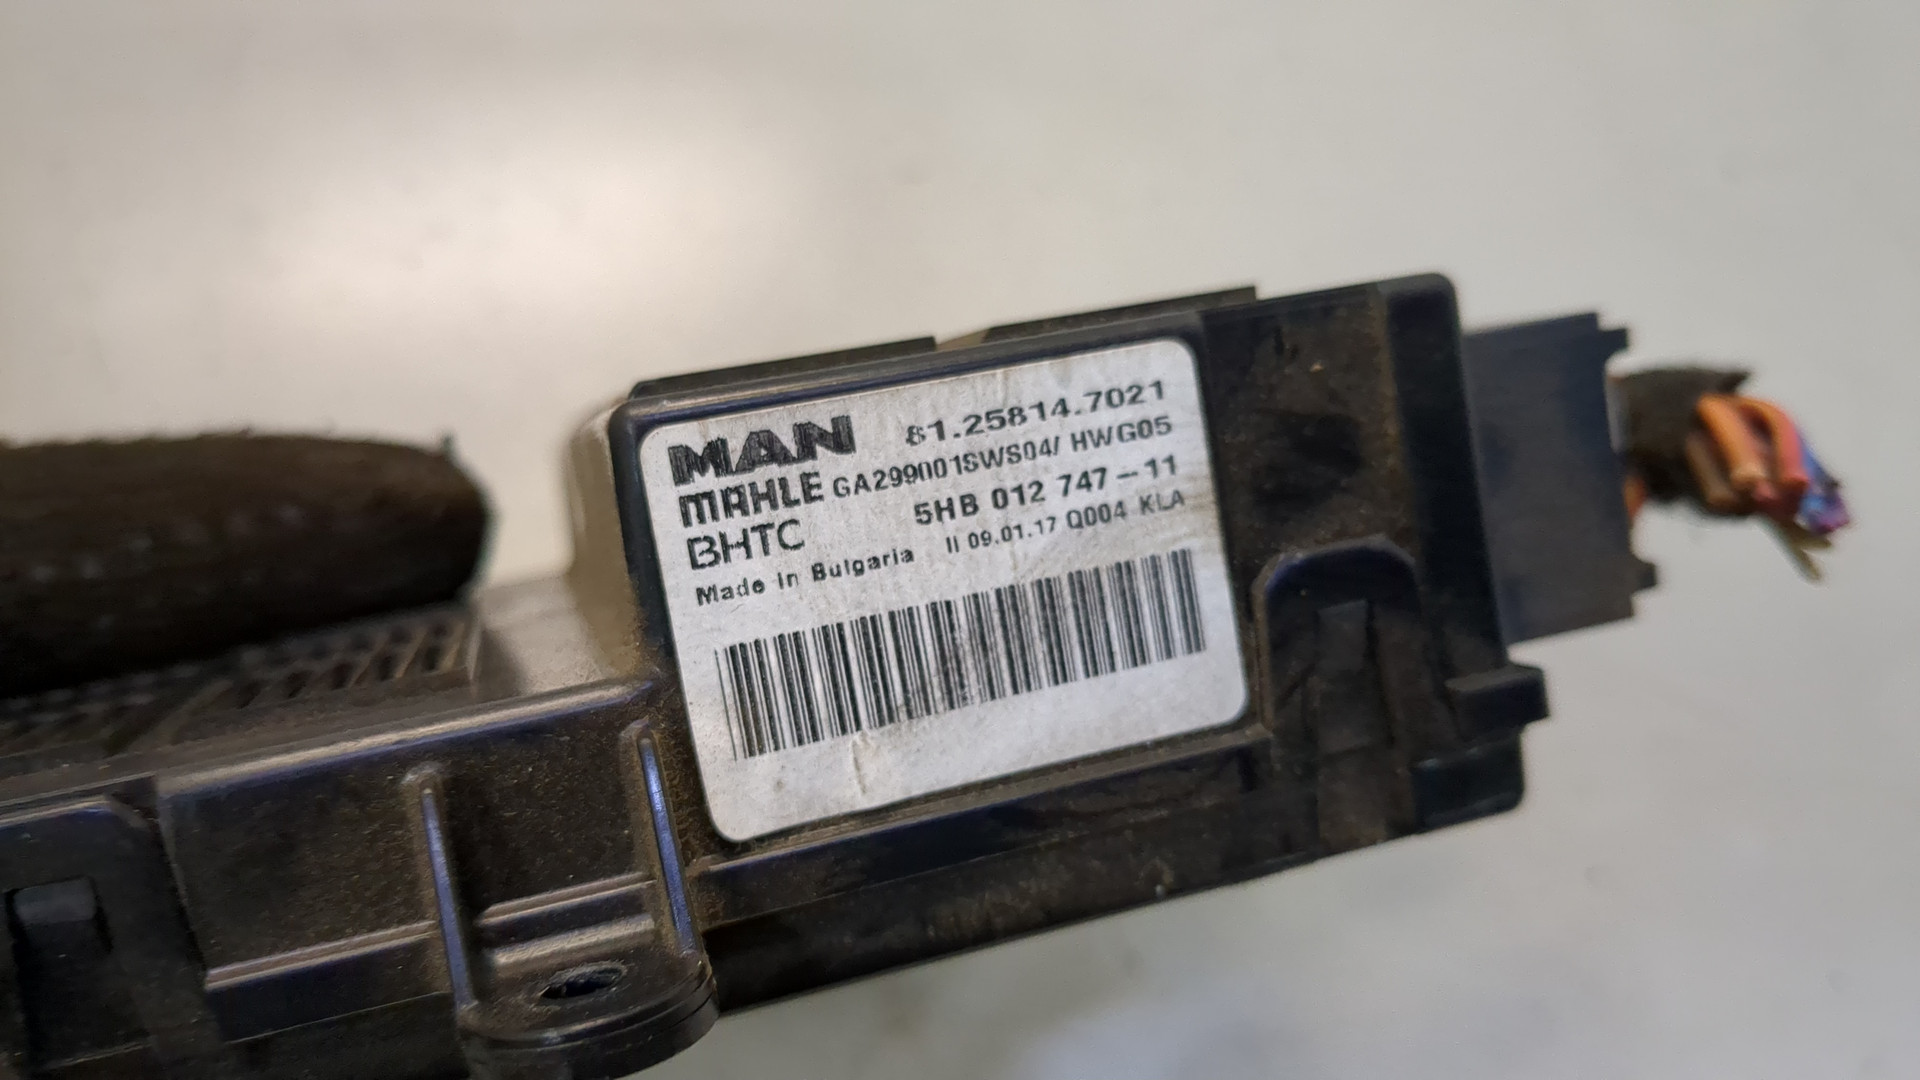 MAN 81.25814.7021
MAHLE GA299001SWS04/ HWG05
BHTC 5HB 012 747-11
Made in Bulgaria II 09.01.17 Q004 KLA